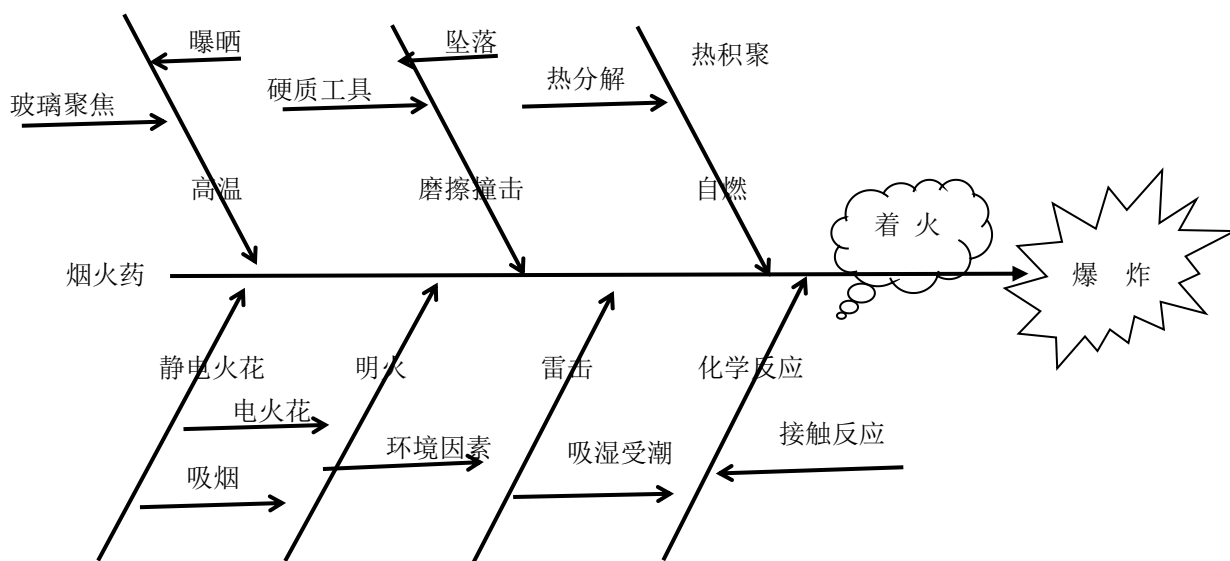 曝晒
坠落
热积聚
热分解
硬质工具
玻璃聚焦
高温
磨擦撞击
自燃
着火
烟火药
爆炸
静电火花
明火
雷击
化学反应
电火花
接触反应
环境因素
吸湿受潮
吸烟